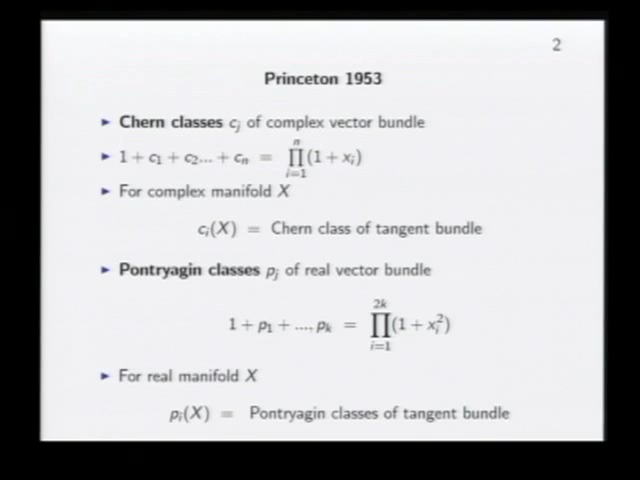 2
Princeton 1953
► Chern classes c_j of complex vector bundle
► 1 + c_1 + c_2... + c_n = ∏_{i=1}^{n} (1 + x_i)
► For complex manifold X
c_i(X) = Chern class of tangent bundle
► Pontryagin classes p_j of real vector bundle
1 + p_1 + .... p_k = ∏_{i=1}^{2k} (1 + x_i^2)
► For real manifold X
p_i(X) = Pontryagin classes of tangent bundle